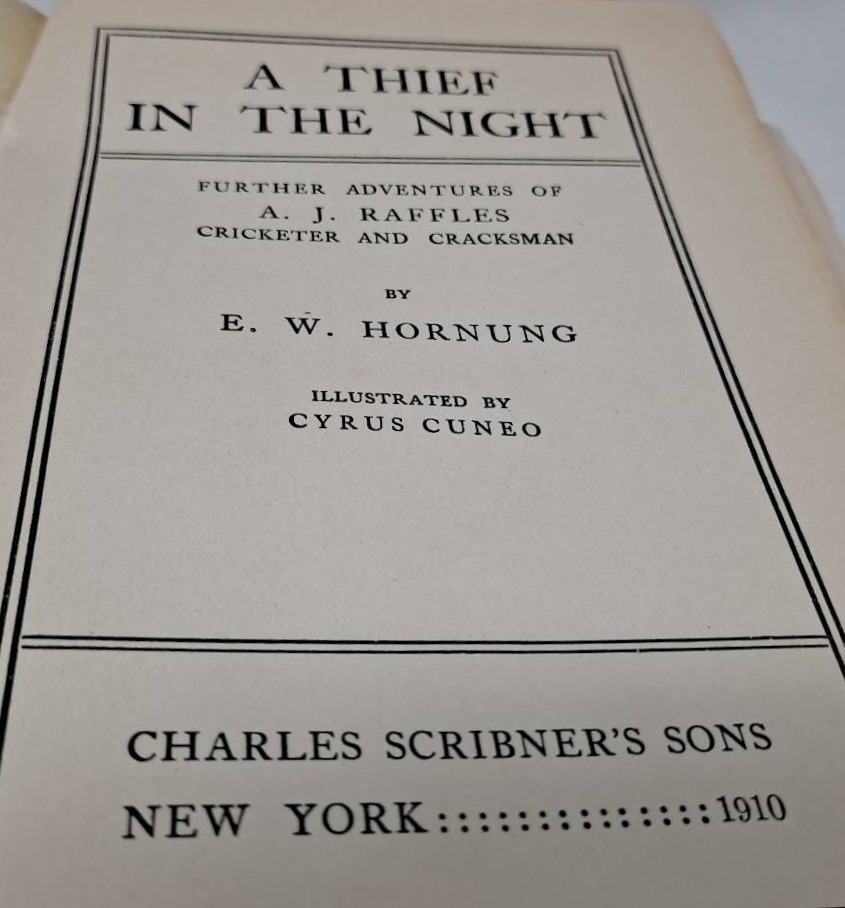 A THIEF
IN THE NIGHT
FURTHER ADVENTURES OF
A. J. RAFFLES
CRICKETER AND CRACKSMAN
BY
E. W. HORNUNG
ILLUSTRATED BY
CYRUS CUNEO
CHARLES SCRIBNER'S SONS
NEW YORK::::::::::::::1910